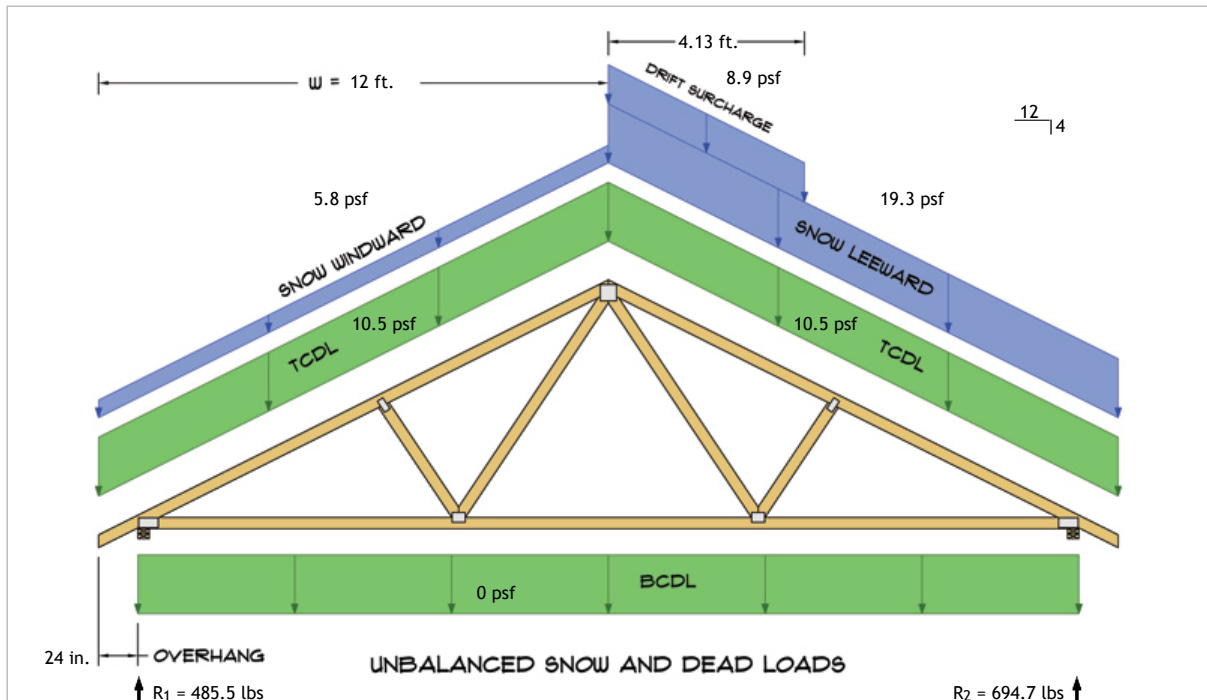 4.13 ft.
W = 12 ft.
DRIFT SURCHARGE
8.9 psf
12
4
5.8 psf
19.3 psf
SNOW WINDWARD
SNOW LEEWARD
TCDL
10.5 psf
10.5 psf
TCDL
0 psf
BCDL
24 in.
OVERHANG
UNBALANCED SNOW AND DEAD LOADS
R1 = 485.5 lbs
R2 = 694.7 lbs